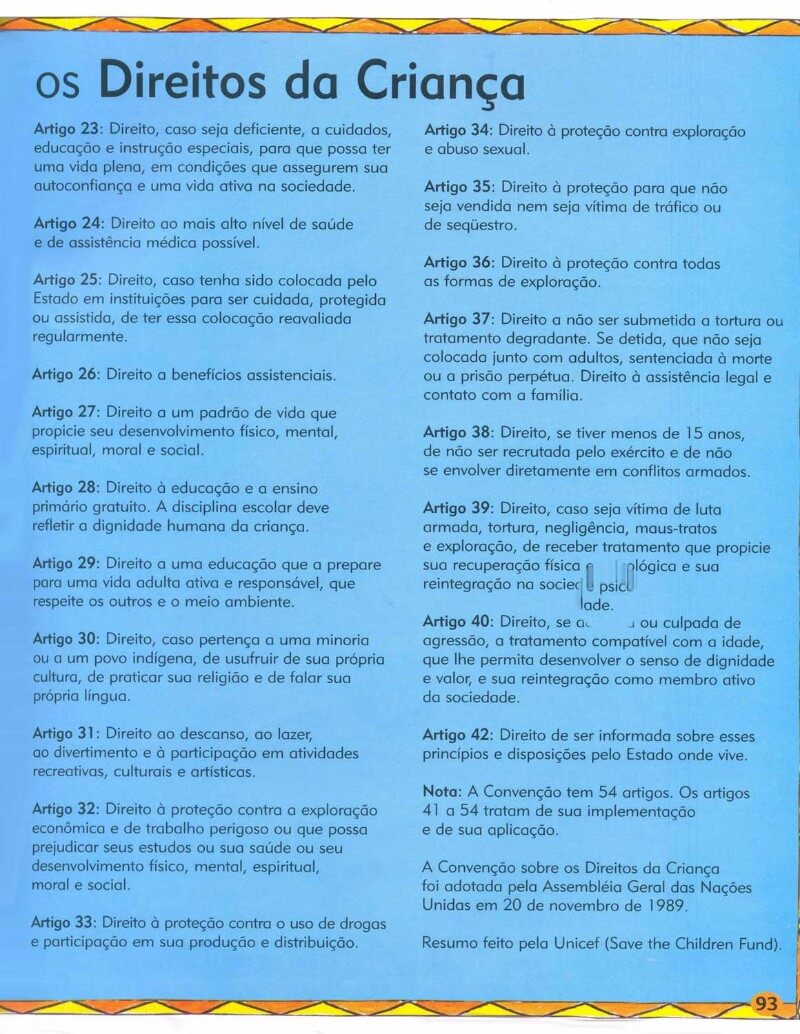 os Direitos da Criança
Artigo 23: Direito, caso seja deficiente, a cuidados,
educação e instrução especiais, para que possa ter
uma vida plena, em condições que assegurem sua
autoconfiança e uma vida ativa na sociedade.
Artigo 24: Direito ao mais alto nível de saúde
e de assistência médica possível.
Artigo 25: Direito, caso tenha sido colocada pelo
Estado em instituições para ser cuidada, protegida
ou assistida, de ter essa colocação reavaliada
regularmente.
Artigo 26: Direito a benefícios assistenciais.
Artigo 27: Direito a um padrão de vida que
propicie seu desenvolvimento físico, mental,
espiritual, moral e social.
Artigo 28: Direito à educação e a ensino
primário gratuito. A disciplina escolar deve
refletir a dignidade humana da criança.
Artigo 29: Direito a uma educação que a prepare
para uma vida adulta ativa e responsável, que
respeite os outros e o meio ambiente.
Artigo 30: Direito, caso pertença a uma minoria
ou a um povo indígena, de usufruir de sua própria
cultura, de praticar sua religião e de falar sua
própria língua.
Artigo 31: Direito ao descanso, ao lazer,
ao divertimento e à participação em atividades
recreativas, culturais e artísticas.
Artigo 32: Direito à proteção contra a exploração
econômica e de trabalho perigoso ou que possa
prejudicar seus estudos ou sua saúde ou seu
desenvolvimento físico, mental, espiritual,
moral e social.
Artigo 33: Direito à proteção contra o uso de drogas
e participação em sua produção e distribuição.
Artigo 34: Direito à proteção contra exploração
e abuso sexual.
Artigo 35: Direito à proteção para que não
seja vendida nem seja vítima de tráfico ou
de seqüestro.
Artigo 36: Direito à proteção contra todas
as formas de exploração.
Artigo 37: Direito a não ser submetida a tortura ou
tratamento degradante. Se detida, que não seja
colocada junto com adultos, sentenciada à morte
ou a prisão perpétua. Direito à assistência legal e
contato com a família.
Artigo 38: Direito, se tiver menos de 15 anos,
de não ser recrutada pelo exército e de não
se envolver diretamente em conflitos armados.
Artigo 39: Direito, caso seja vítima de luta
armada, tortura, negligência, maus-tratos
e exploração, de receber tratamento que propicie
sua recuperação física e sua
reintegração na
Artigo 40: Direito, se ou culpada de
agressão, a tratamento compatível com a idade,
que lhe permita desenvolver o senso de dignidade
e valor, e sua reintegração como membro ativo
da sociedade.
Artigo 42: Direito de ser informada sobre esses
princípios e disposições pelo Estado onde vive.
Nota: A Convenção tem 54 artigos. Os artigos
41 a 54 tratam de sua implementação
e de sua aplicação.
A Convenção sobre os Direitos da Criança
foi adotada pela Assembléia Geral das Nações
Unidas em 20 de novembro de 1989.
Resumo feito pela Unicef (Save the Children Fund).
93